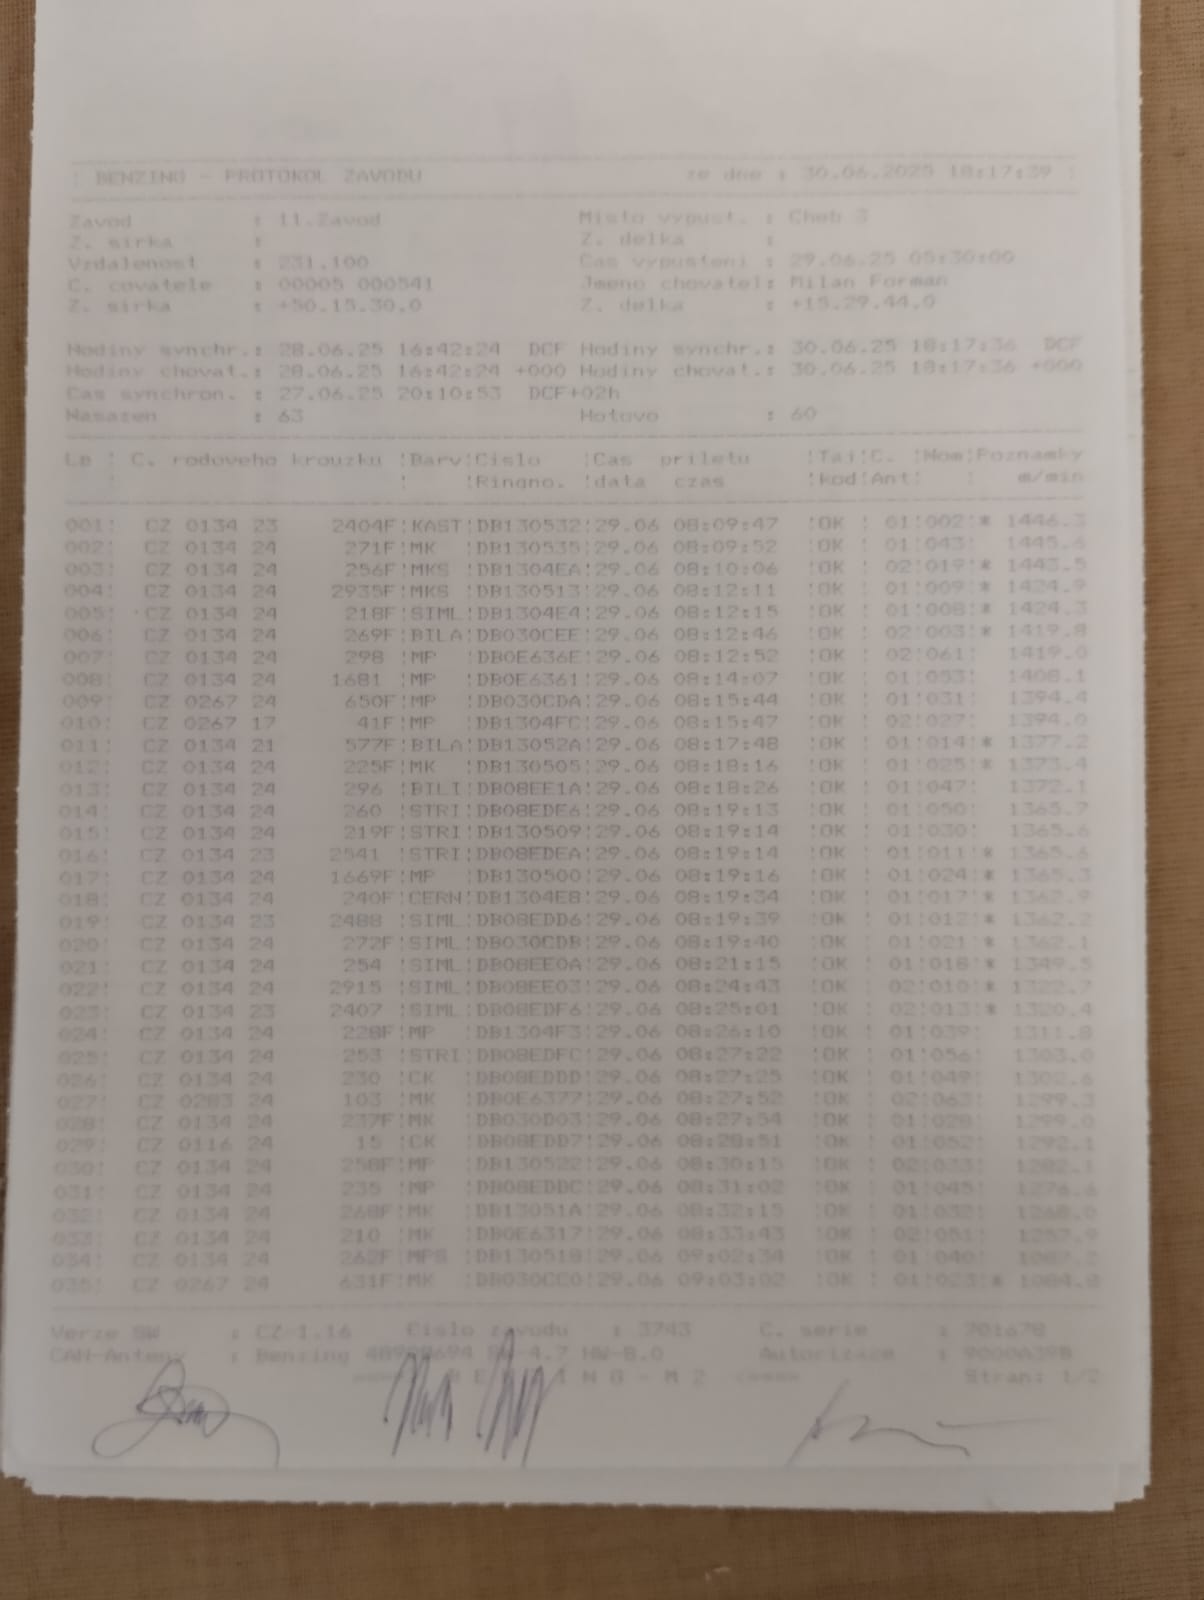 : BENZING - PROTOKOL ZAVODU ze dne : 30.06.2025 18:17:39 :
Zavod : 11.Zavod Misto vypust. : Cheb 3
Z. sirka : Z. delka :
Vzdalenost : 231.100 Cas vypusteni : 29.06.25 05:30:00
C. covatele : 00005 000541 Jmeno chovatel: Milan Forman
Z. sirka : +50.15.30.0 Z. delka : +15.29.44.0
Hodiny synchr.: 28.06.25 16:42:24 DCF Hodiny synchr.: 30.06.25 18:17:36 DCF
Hodiny chovat.: 28.06.25 16:42:24 +000 Hodiny chovat.: 30.06.25 18:17:36 +000
Cas synchron. : 27.06.25 20:10:53 DCF+02h
Nasazen : 63 Hotovo : 60
Lp ¦ C. rodoveho krouzku ¦Barv¦Cislo ¦Cas priletu ¦Tai¦C. ¦Nom¦Poznamky
¦ ¦ ¦Ringno. ¦data czas ¦kod¦Ant¦ ¦ m/min
001¦ CZ 0134 23 2404F¦KAST¦DB130532¦29.06 08:09:47 ¦OK ¦ 01¦002¦* 1446.3
002¦ CZ 0134 24 271F¦MK ¦DB130535¦29.06 08:09:52 ¦OK ¦ 01¦043¦ 1445.6
003¦ CZ 0134 24 256F¦MKS ¦DB1304EA¦29.06 08:10:06 ¦OK ¦ 02¦019¦* 1443.5
004¦ CZ 0134 24 2935F¦MKS ¦DB130513¦29.06 08:12:11 ¦OK ¦ 01¦009¦* 1424.9
005¦ CZ 0134 24 218F¦SIML¦DB1304E4¦29.06 08:12:15 ¦OK ¦ 01¦008¦* 1424.3
006¦ CZ 0134 24 269F¦BILA¦DB030CEE¦29.06 08:12:46 ¦OK ¦ 02¦003¦* 1419.8
007¦ CZ 0134 24 298 ¦MP ¦DB0E636E¦29.06 08:12:52 ¦OK ¦ 02¦061¦ 1419.0
008¦ CZ 0134 24 1681 ¦MP ¦DB0E6361¦29.06 08:14:07 ¦OK ¦ 01¦053¦ 1408.1
009¦ CZ 0267 24 650F¦MP ¦DB030CDA¦29.06 08:15:44 ¦OK ¦ 01¦031¦ 1394.4
010¦ CZ 0267 17 41F¦MP ¦DB1304FC¦29.06 08:15:47 ¦OK ¦ 02¦027¦ 1394.0
011¦ CZ 0134 21 577F¦BILA¦DB13052A¦29.06 08:17:48 ¦OK ¦ 01¦014¦* 1377.2
012¦ CZ 0134 24 225F¦MK ¦DB130505¦29.06 08:18:16 ¦OK ¦ 01¦025¦* 1373.4
013¦ CZ 0134 24 296 ¦BILI¦DB08EE1A¦29.06 08:18:26 ¦OK ¦ 01¦047¦ 1372.1
014¦ CZ 0134 24 260 ¦STRI¦DB08EDE6¦29.06 08:19:13 ¦OK ¦ 01¦050¦ 1365.7
015¦ CZ 0134 24 219F¦STRI¦DB130509¦29.06 08:19:14 ¦OK ¦ 01¦030¦ 1365.6
016¦ CZ 0134 23 2541 ¦STRI¦DB08EDEA¦29.06 08:19:14 ¦OK ¦ 01¦011¦* 1365.6
017¦ CZ 0134 24 1669F¦MP ¦DB130500¦29.06 08:19:16 ¦OK ¦ 01¦024¦* 1365.3
018¦ CZ 0134 24 240F¦CERN¦DB1304E8¦29.06 08:19:34 ¦OK ¦ 01¦017¦* 1362.9
019¦ CZ 0134 23 2488 ¦SIML¦DB08EDD6¦29.06 08:19:39 ¦OK ¦ 01¦012¦* 1362.2
020¦ CZ 0134 24 272F¦SIML¦DB030CDB¦29.06 08:19:40 ¦OK ¦ 01¦021¦* 1362.1
021¦ CZ 0134 24 254 ¦SIML¦DB08EE0A¦29.06 08:21:15 ¦OK ¦ 01¦018¦* 1349.5
022¦ CZ 0134 24 2915 ¦SIML¦DB08EE03¦29.06 08:24:43 ¦OK ¦ 02¦010¦* 1322.7
023¦ CZ 0134 23 2407 ¦SIML¦DB08EDF6¦29.06 08:25:01 ¦OK ¦ 02¦013¦* 1320.4
024¦ CZ 0134 24 228F¦MP ¦DB1304F3¦29.06 08:26:10 ¦OK ¦ 01¦039¦ 1311.8
025¦ CZ 0134 24 253 ¦STRI¦DB08EDFC¦29.06 08:27:22 ¦OK ¦ 01¦056¦ 1303.0
026¦ CZ 0134 24 230 ¦CK ¦DB08EDDD¦29.06 08:27:25 ¦OK ¦ 01¦049¦ 1302.6
027¦ CZ 0283 24 103 ¦MK ¦DB0E6377¦29.06 08:27:52 ¦OK ¦ 02¦063¦ 1299.3
028¦ CZ 0134 24 237F¦MK ¦DB030D03¦29.06 08:27:54 ¦OK ¦ 01¦028¦ 1299.0
029¦ CZ 0116 24 15 ¦CK ¦DB08EDD7¦29.06 08:28:51 ¦OK ¦ 01¦052¦ 1292.1
030¦ CZ 0134 24 258F¦MP ¦DB130522¦29.06 08:30:15 ¦OK ¦ 02¦033¦ 1282.1
031¦ CZ 0134 24 235 ¦MP ¦DB08EDDC¦29.06 08:31:02 ¦OK ¦ 01¦045¦ 1276.6
032¦ CZ 0134 24 268F¦MK ¦DB13051A¦29.06 08:32:15 ¦OK ¦ 01¦032¦ 1268.0
033¦ CZ 0134 24 210 ¦MK ¦DB0E6317¦29.06 08:33:43 ¦OK ¦ 02¦051¦ 1257.9
034¦ CZ 0134 24 262F¦MPS ¦DB130518¦29.06 09:02:34 ¦OK ¦ 01¦040¦ 1087.2
035¦ CZ 0267 24 631F¦MK ¦DB030CC0¦29.06 09:03:02 ¦OK ¦ 01¦023¦* 1084.8
Verze SW : CZ-1.16 Cislo zavodu : 3743 C. serie : 701678
CAN-Anteny : Benzing HW-8.0 Autorizace : 9000A39B
Stran: 1/2